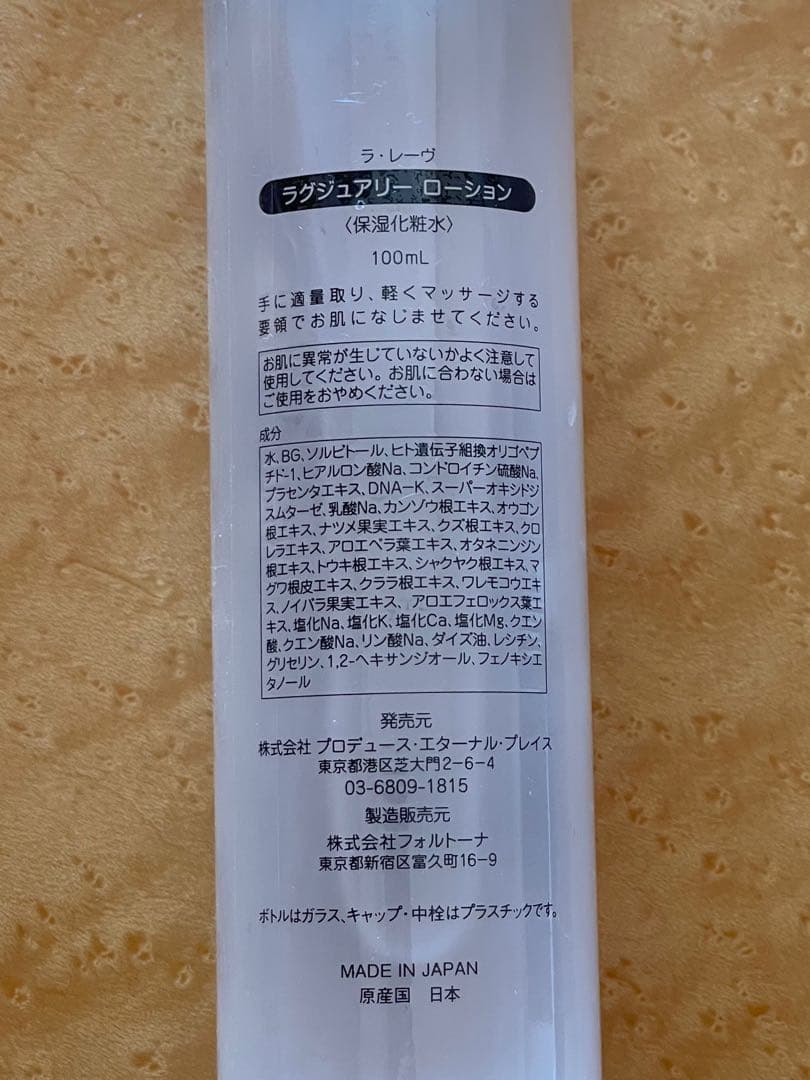 ラ・レーヴ
ラグジュアリー ローション
〈保湿化粧水〉
100mL
手に適量取り、軽くマッサージする
要領でお肌になじませてください。
お肌に異常が生じていないかよく注意して
使用してください。お肌に合わない場合は
ご使用をおやめください。
成分
水、BG、ソルビトール、ヒト遺伝子組換オリゴペプ
チド-1、ヒアルロン酸Na、コンドロイチン硫酸Na、
プラセンタエキス、DNA-K、スーパーオキシドジ
スムターゼ、乳酸Na、カンゾウ根エキス、オウゴン
根エキス、ナツメ果実エキス、クズ根エキス、クロ
レラエキス、アロエベラ葉エキス、オタネニンジン
根エキス、トウキ根エキス、シャクヤク根エキス、マ
グワ根皮エキス、クララ根エキス、ワレモコウエキ
ス、ノイバラ果実エキス、アロエフェロックス葉エ
キス、塩化Na、塩化K、塩化Ca、塩化Mg、クエン
酸、クエン酸Na、リン酸Na、ダイズ油、レシチン、
グリセリン、1,2-ヘキサンジオール、フェノキシエ
タノール
発売元
株式会社 プロデュース・エターナル・プレイス
東京都港区芝大門2-6-4
03-6809-1815
製造販売元
株式会社フォルトーナ
東京都新宿区富久町16-9
ボトルはガラス、キャップ・中栓はプラスチックです。
MADE IN JAPAN
原産国 日本